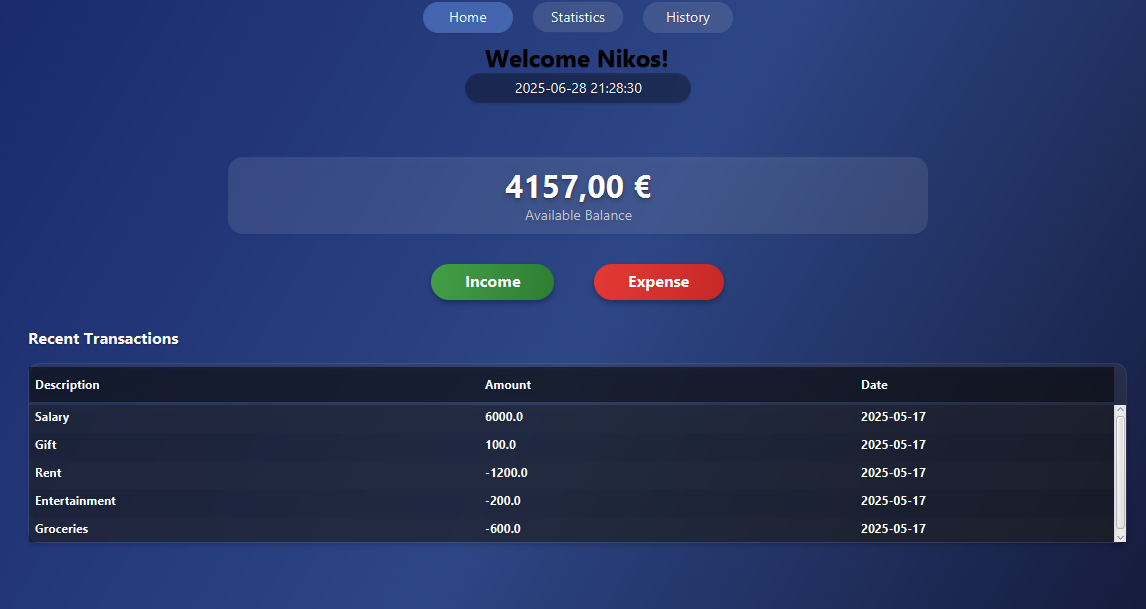 Home Statistics History
Welcome Nikos!
2025-06-28 21:28:30
4157,00 €
Available Balance
Income Expense
Recent Transactions
Description Amount Date
Salary 6000.0 2025-05-17
Gift 100.0 2025-05-17
Rent -1200.0 2025-05-17
Entertainment -200.0 2025-05-17
Groceries -600.0 2025-05-17